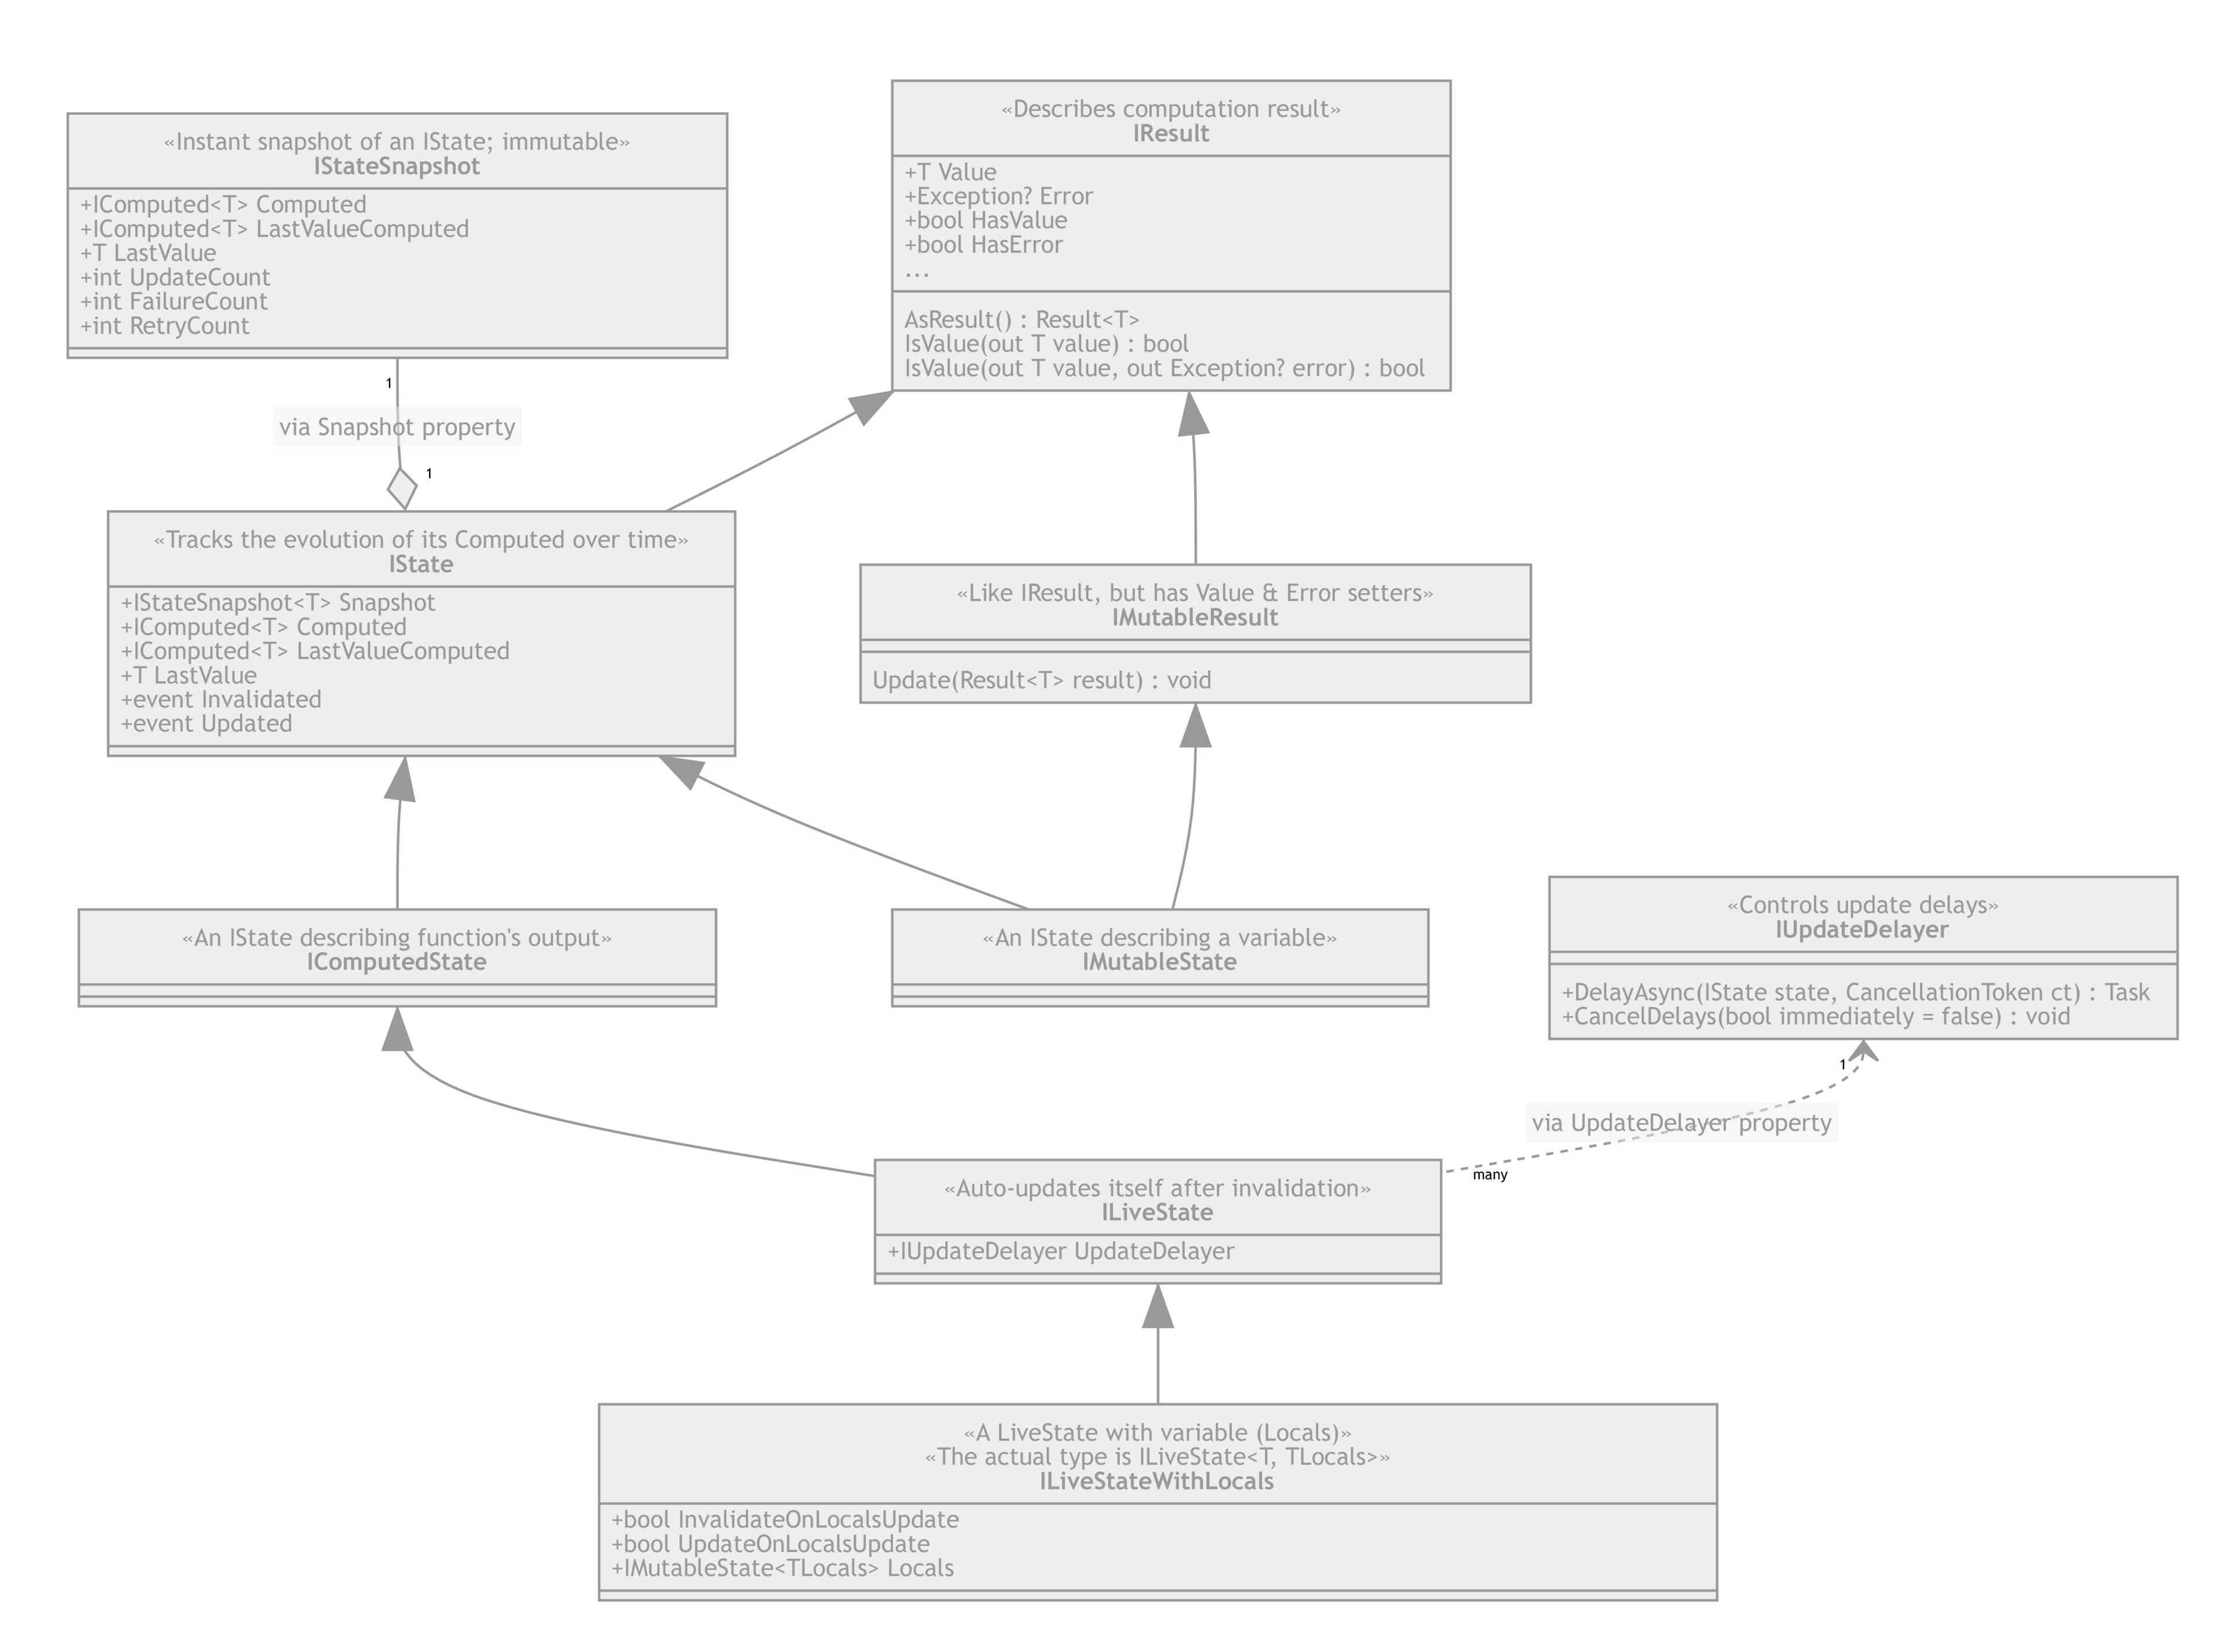 «Instant snapshot of an IState; immutable»
IStateSnapshot
+IComputed<T> Computed
+IComputed<T> LastValueComputed
+T LastValue
+int UpdateCount
+int FailureCount
+int RetryCount
«Describes computation result»
IResult
+T Value
+Exception? Error
+bool HasValue
+bool HasError
...
AsResult() : Result<T>
IsValue(out T value) : bool
IsValue(out T value, out Exception? error) : bool
1
via Snapshot property
1
«Tracks the evolution of its Computed over time»
IState
+IStateSnapshot<T> Snapshot
+IComputed<T> Computed
+IComputed<T> LastValueComputed
+T LastValue
+event Invalidated
+event Updated
«Like IResult, but has Value & Error setters»
IMutableResult
Update(Result<T> result) : void
«An IState describing function's output»
IComputedState
«An IState describing a variable»
IMutableState
«Controls update delays»
IUpdateDelayer
+DelayAsync(IState state, CancellationToken ct) : Task
+CancelDelays(bool immediately = false) : void
1
via UpdateDelayer property
many
«Auto-updates itself after invalidation»
ILiveState
+IUpdateDelayer UpdateDelayer
«A LiveState with variable (Locals)»
«The actual type is ILiveState<T, TLocals>»
ILiveStateWithLocals
+bool InvalidateOnLocalsUpdate
+bool UpdateOnLocalsUpdate
+IMutableState<TLocals> Locals